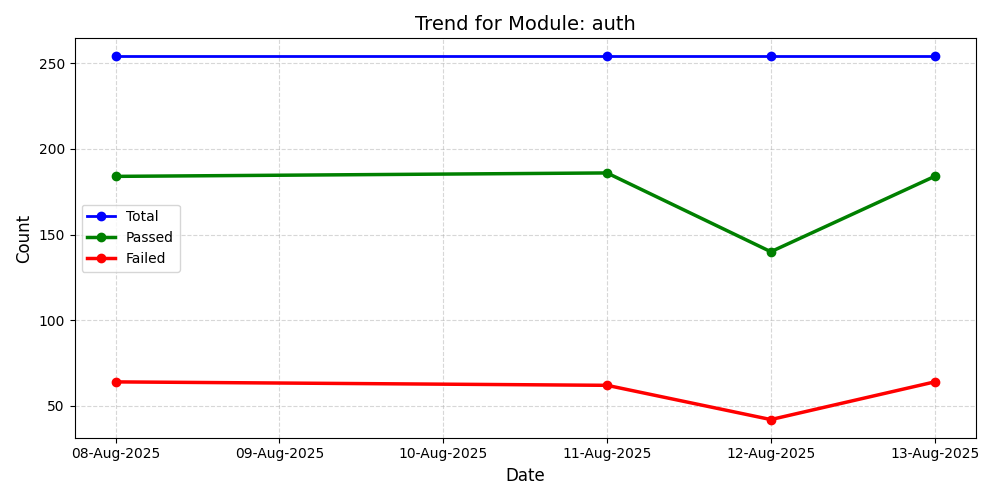 Trend for Module: auth
250
200
150
100
50
Count
Total
Passed
Failed
08-Aug-2025
09-Aug-2025
10-Aug-2025
11-Aug-2025
12-Aug-2025
13-Aug-2025
Date